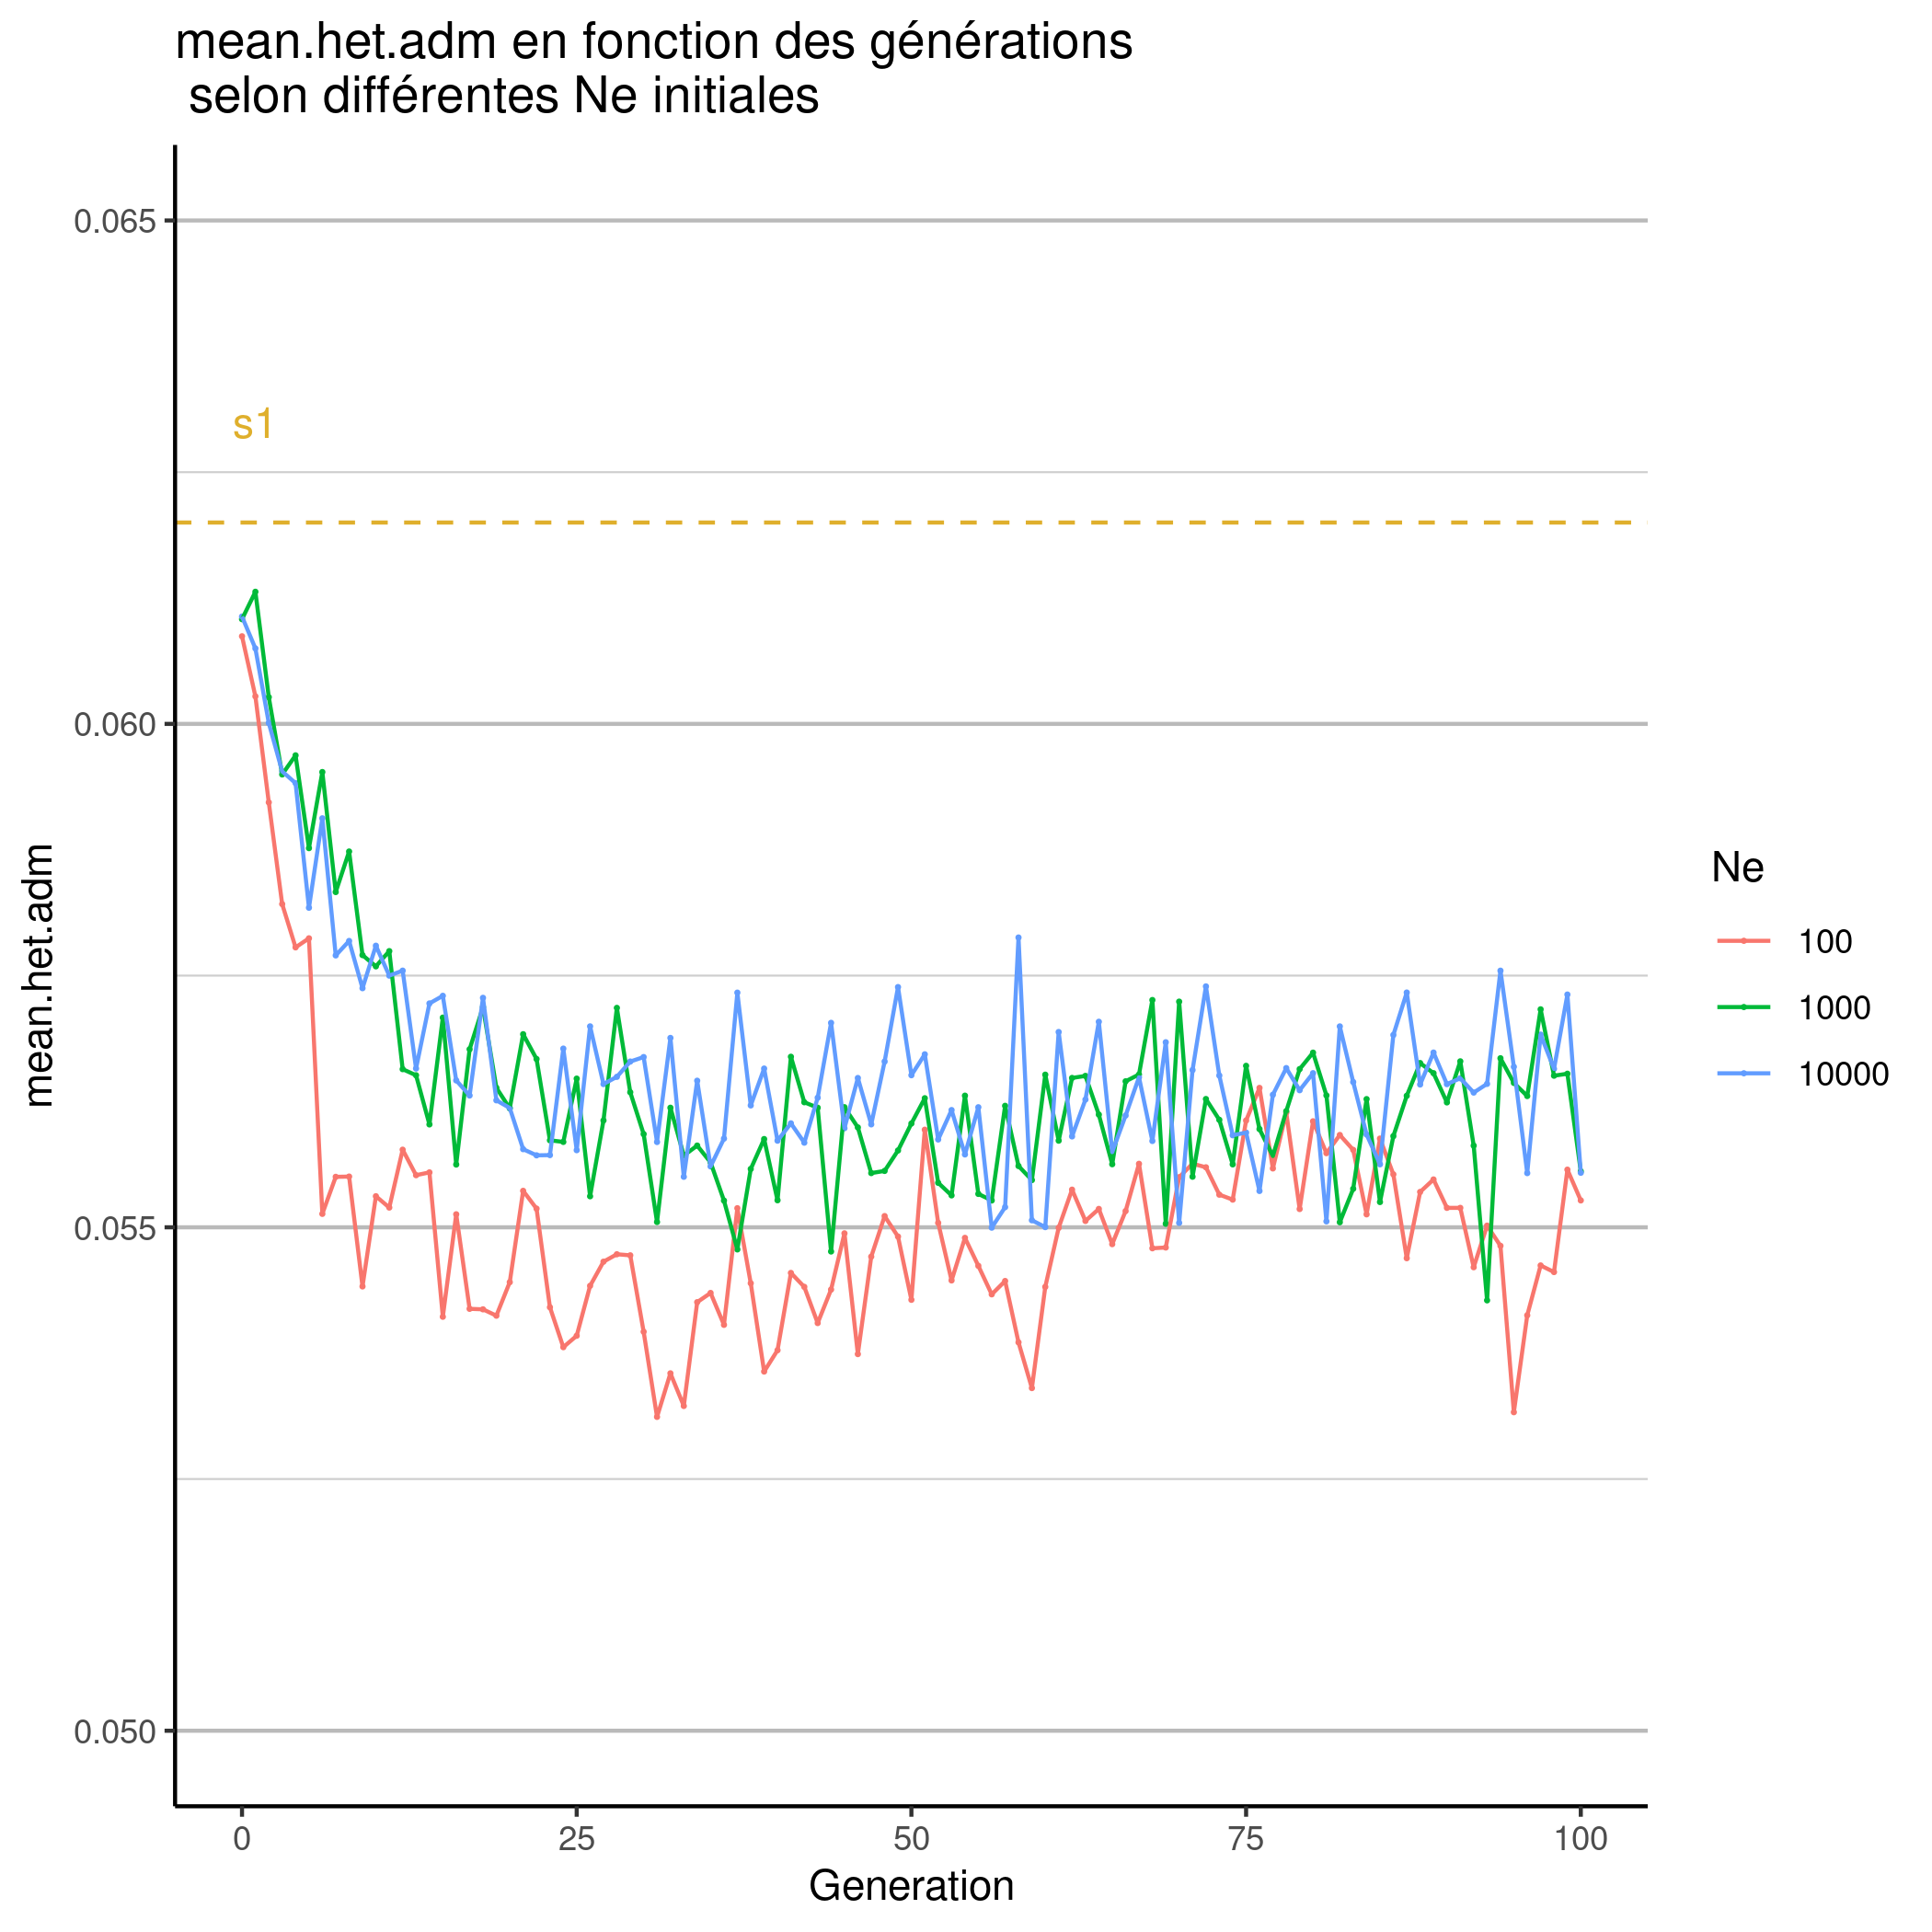 mean.het.adm en fonction des générations
selon différentes Ne initiales
0.065
s1
0.060
mean.het.adm
0.055
0.050
0
25
50
75
100
Generation
Ne
100
1000
10000